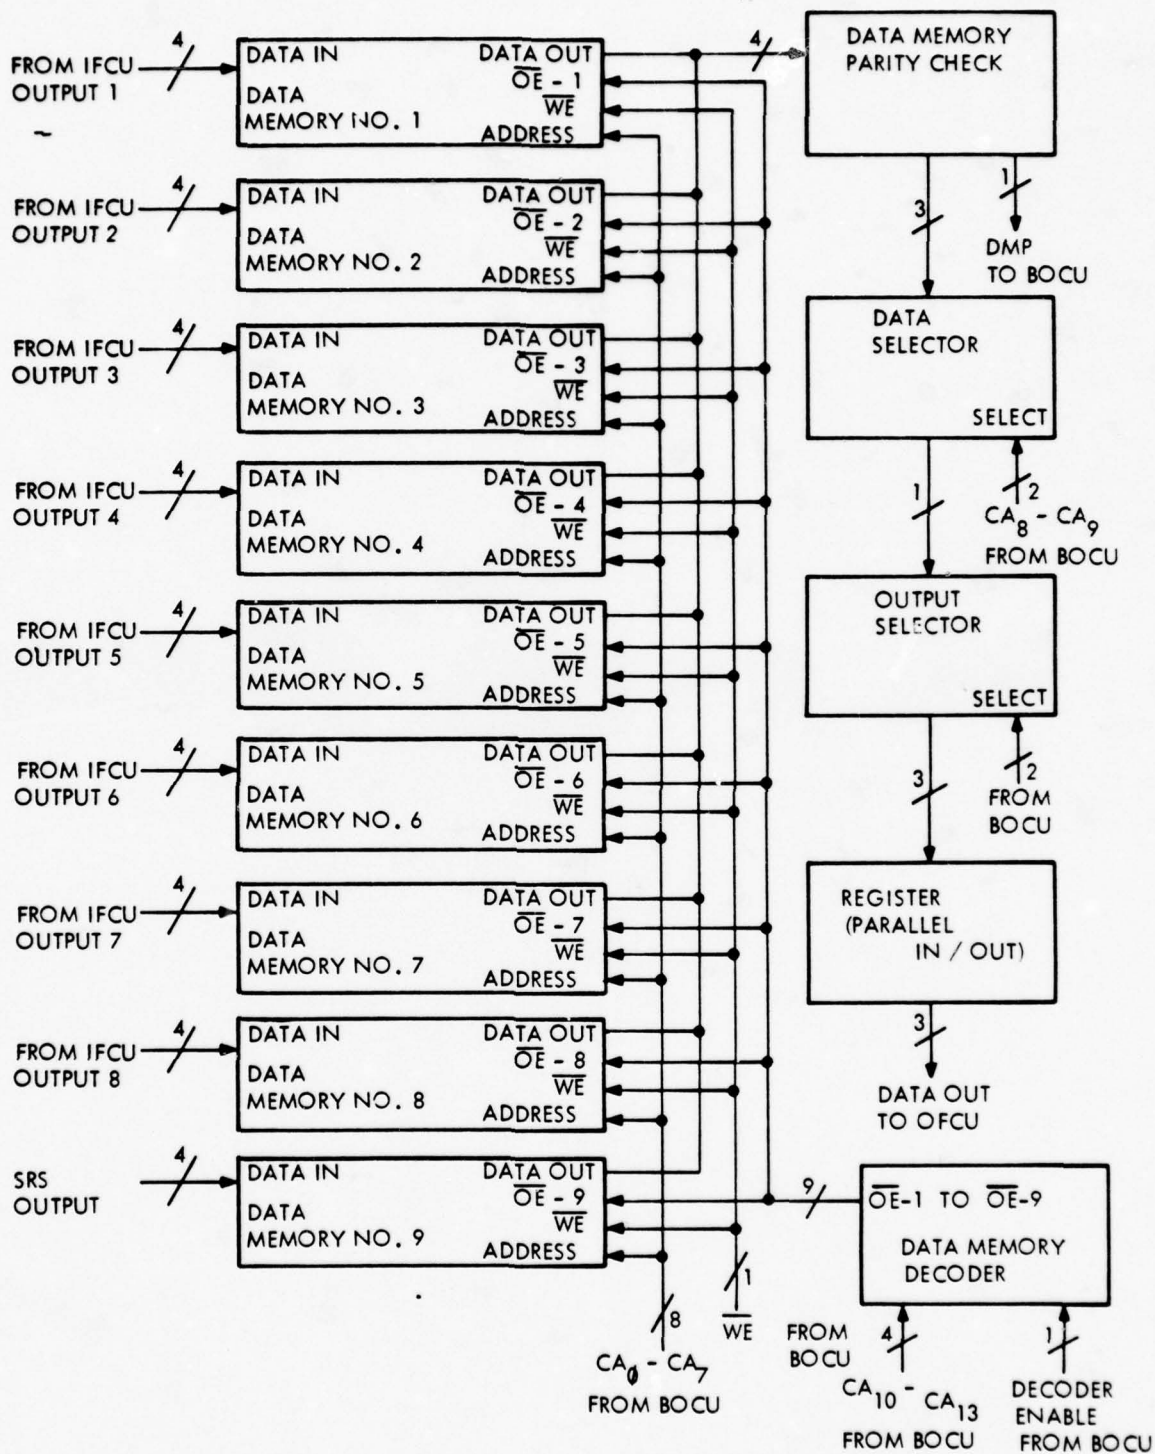 FROM IFCU
OUTPUT 1
4
DATA IN
DATA OUT
OE - 1
DATA
WE
MEMORY NO. 1
ADDRESS
FROM IFCU
OUTPUT 2
4
DATA IN
DATA OUT
OE - 2
DATA
WE
MEMORY NO. 2
ADDRESS
FROM IFCU
OUTPUT 3
4
DATA IN
DATA OUT
OE - 3
DATA
WE
MEMORY NO. 3
ADDRESS
FROM IFCU
OUTPUT 4
4
DATA IN
DATA OUT
OE - 4
DATA
WE
MEMORY NO. 4
ADDRESS
FROM IFCU
OUTPUT 5
4
DATA IN
DATA OUT
OE - 5
DATA
WE
MEMORY NO. 5
ADDRESS
FROM IFCU
OUTPUT 6
4
DATA IN
DATA OUT
OE - 6
DATA
WE
MEMORY NO. 6
ADDRESS
FROM IFCU
OUTPUT 7
4
DATA IN
DATA OUT
OE - 7
DATA
WE
MEMORY NO. 7
ADDRESS
FROM IFCU
OUTPUT 8
4
DATA IN
DATA OUT
OE - 8
DATA
WE
MEMORY NO. 8
ADDRESS
SRS
OUTPUT
4
DATA IN
DATA OUT
OE - 9
DATA
WE
MEMORY NO. 9
ADDRESS
8
CA0 - CA7
FROM BOCU
1
WE
4
DATA MEMORY
PARITY CHECK
3
1
DMP
TO BOCU
DATA
SELECTOR
SELECT
1
2
CA8 - CA9
FROM BOCU
OUTPUT
SELECTOR
SELECT
3
2
FROM
BOCU
REGISTER
(PARALLEL
IN / OUT)
3
DATA OUT
TO OFCU
9
OE-1 TO OE-9
DATA MEMORY
DECODER
FROM
BOCU
4
CA10 - CA13
FROM BOCU
1
DECODER
ENABLE
FROM BOCU